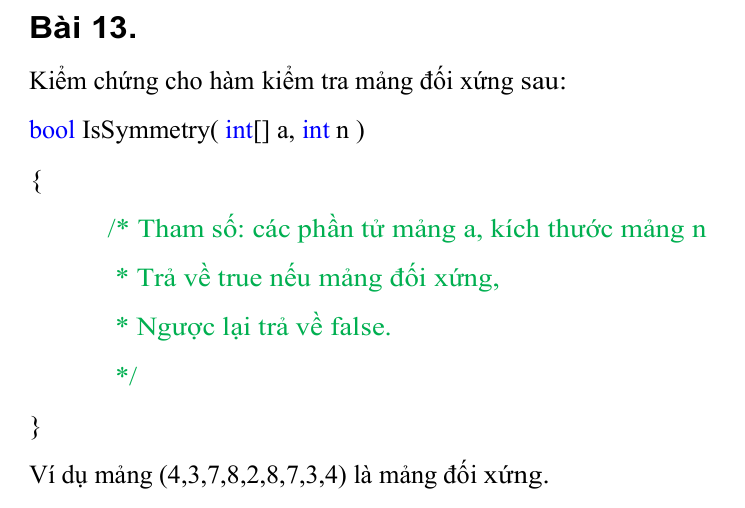 Bài 13.
Kiểm chứng cho hàm kiểm tra mảng đối xứng sau:
bool IsSymmetry( int[] a, int n )
{
/* Tham số: các phần tử mảng a, kích thước mảng n
* Trả về true nếu mảng đối xứng,
* Ngược lại trả về false.
*/
}
Ví dụ mảng (4,3,7,8,2,8,7,3,4) là mảng đối xứng.